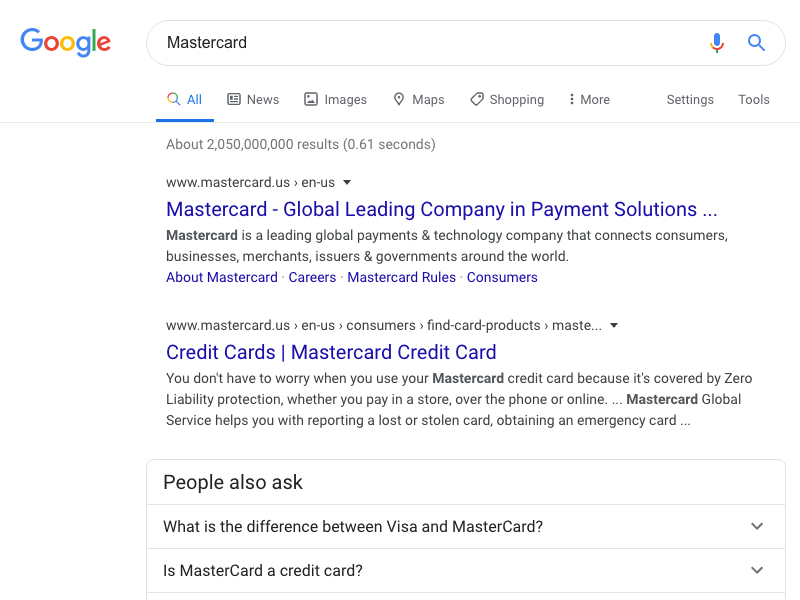 Google
Mastercard
All News Images Maps Shopping More Settings Tools
About 2,050,000,000 results (0.61 seconds)
www.mastercard.us › en-us
Mastercard - Global Leading Company in Payment Solutions ...
Mastercard is a leading global payments & technology company that connects consumers,
businesses, merchants, issuers & governments around the world.
About Mastercard · Careers · Mastercard Rules · Consumers
www.mastercard.us › en-us › consumers › find-card-products › maste...
Credit Cards | Mastercard Credit Card
You don't have to worry when you use your Mastercard credit card because it's covered by Zero
Liability protection, whether you pay in a store, over the phone or online. ... Mastercard Global
Service helps you with reporting a lost or stolen card, obtaining an emergency card ...
People also ask
What is the difference between Visa and MasterCard?
Is MasterCard a credit card?